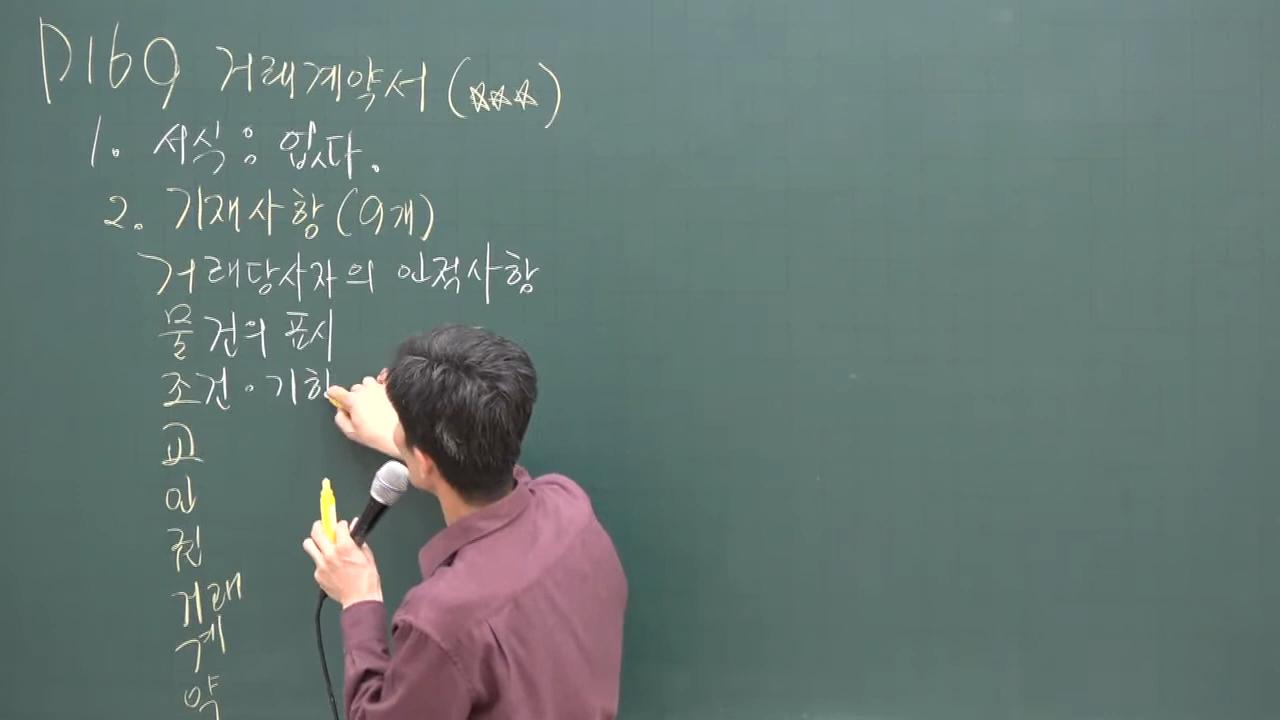 P169 거래계약서 (☆☆☆)
1. 서식은 없다.
2. 기재사항(9개)
거래당사자의 인적사항
물건의 표시
조건·기한
교
인
권
거래
계
약